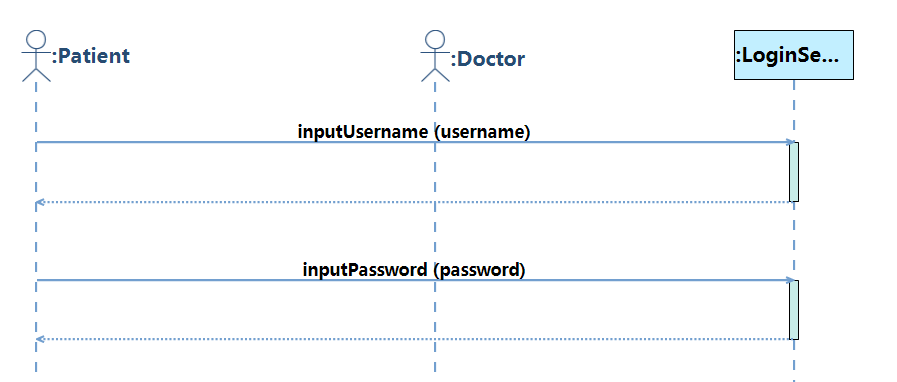 :Patient
:Doctor
:LoginSe...
inputUsername (username)
inputPassword (password)